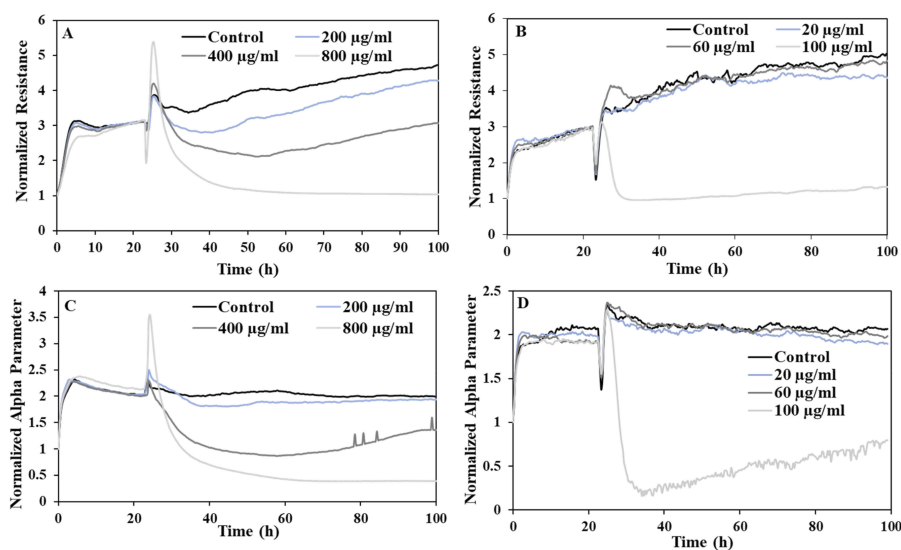 A
Control
200 µg/ml
400 µg/ml
800 µg/ml
Normalized Resistance
6
5
4
3
2
1
0
0 10 20 30 40 50 60 70 80 90 100
Time (h)
B
Control
20 µg/ml
60 µg/ml
100 µg/ml
Normalized Resistance
6
5
4
3
2
1
0
0 20 40 60 80 100
Time (h)
C
Control
200 µg/ml
400 µg/ml
800 µg/ml
Normalized Alpha Parameter
4
3.5
3
2.5
2
1.5
1
0.5
0
0 20 40 60 80 100
Time (h)
D
Control
20 µg/ml
60 µg/ml
100 µg/ml
Normalized Alpha Parameter
2.5
2
1.5
1
0.5
0
0 20 40 60 80 100
Time (h)